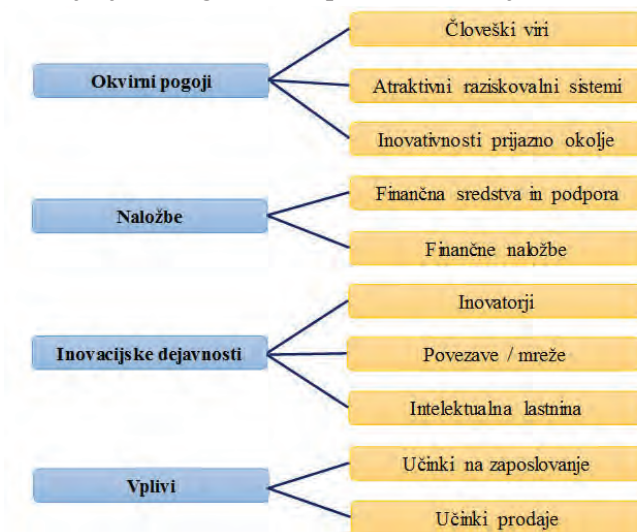 Okvirni pogoji
Človeški viri
Atraktivni raziskovalni sistemi
Inovativnosti prijazno okolje
Naložbe
Finančna sredstva in podpora
Finančne naložbe
Inovacijske dejavnosti
Inovatorji
Povezave / mreže
Intelektualna lastnina
Vplivi
Učinki na zaposlovanje
Učinki prodaje